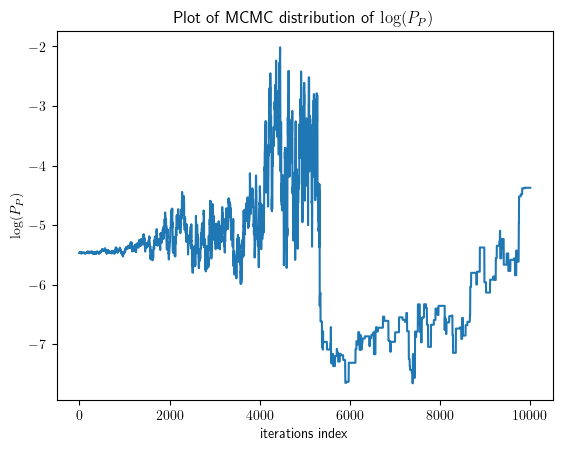 Plot of MCMC distribution of log(P_P)
−2
−3
−4
−5
−6
−7
log(P_P)
0 2000 4000 6000 8000 10000
iterations index